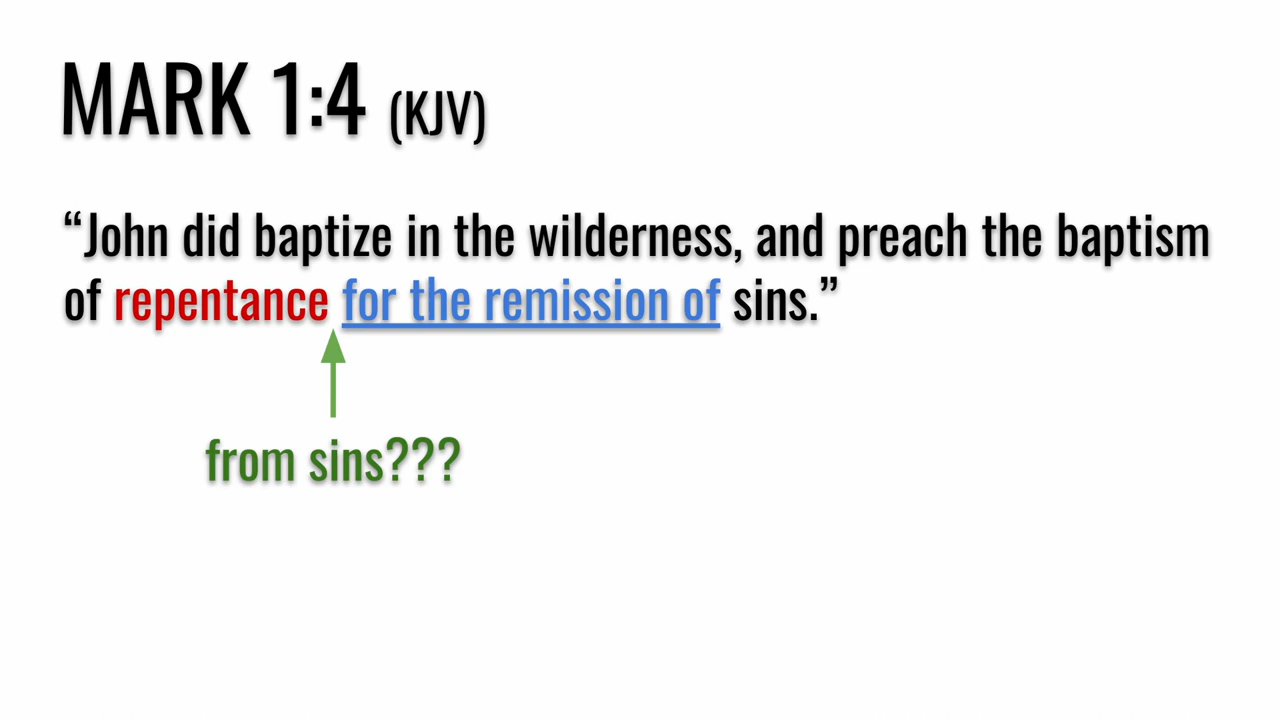 MARK 1:4 (KJV)
“John did baptize in the wilderness, and preach the baptism
of repentance for the remission of sins.”
from sins???